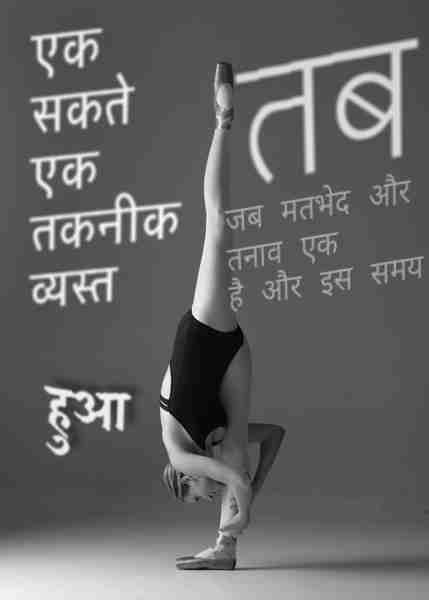 एक
सकते
एक
तकनीक
व्यस्त
तब
जब मतभेद और
तनाव एक
है और इस समय
हुआ